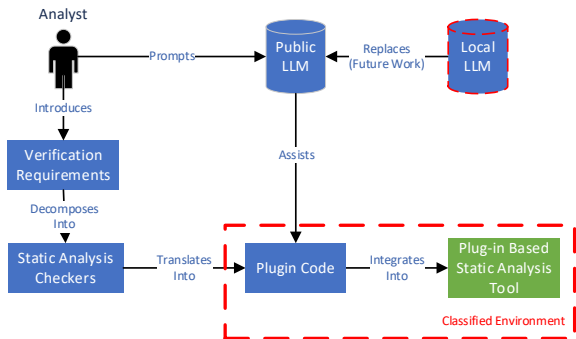 Analyst
Prompts
Public
LLM
Replaces
(Future Work)
Local
LLM
Introduces
Verification
Requirements
Assists
Decomposes
Into
Static Analysis
Checkers
Translates
Into
Plugin Code
Integrates
Into
Plug-in Based
Static Analysis
Tool
Classified Environment